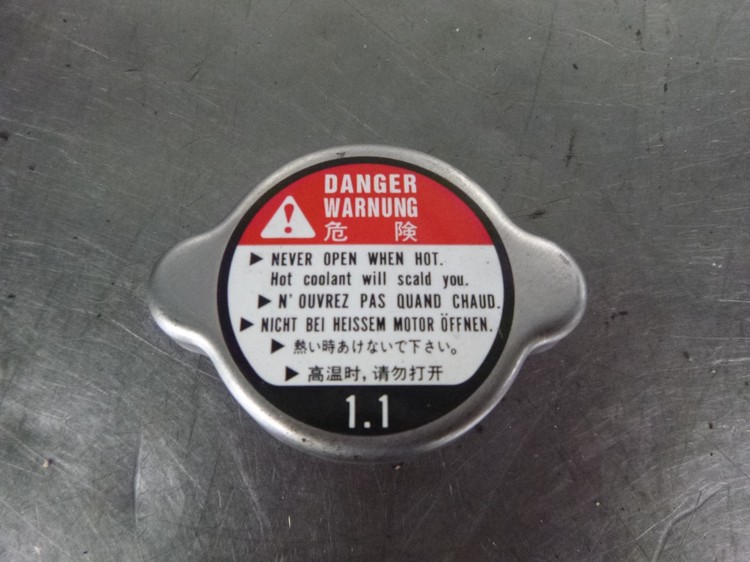 DANGER
WARNUNG
危 険
▶ NEVER OPEN WHEN HOT.
Hot coolant will scald you.
▶ N'OUVREZ PAS QUAND CHAUD.
▶ NICHT BEI HEISSEM MOTOR ÖFFNEN.
▶ 熱い時あけないで下さい。
▶ 高温时，请勿打开
1.1